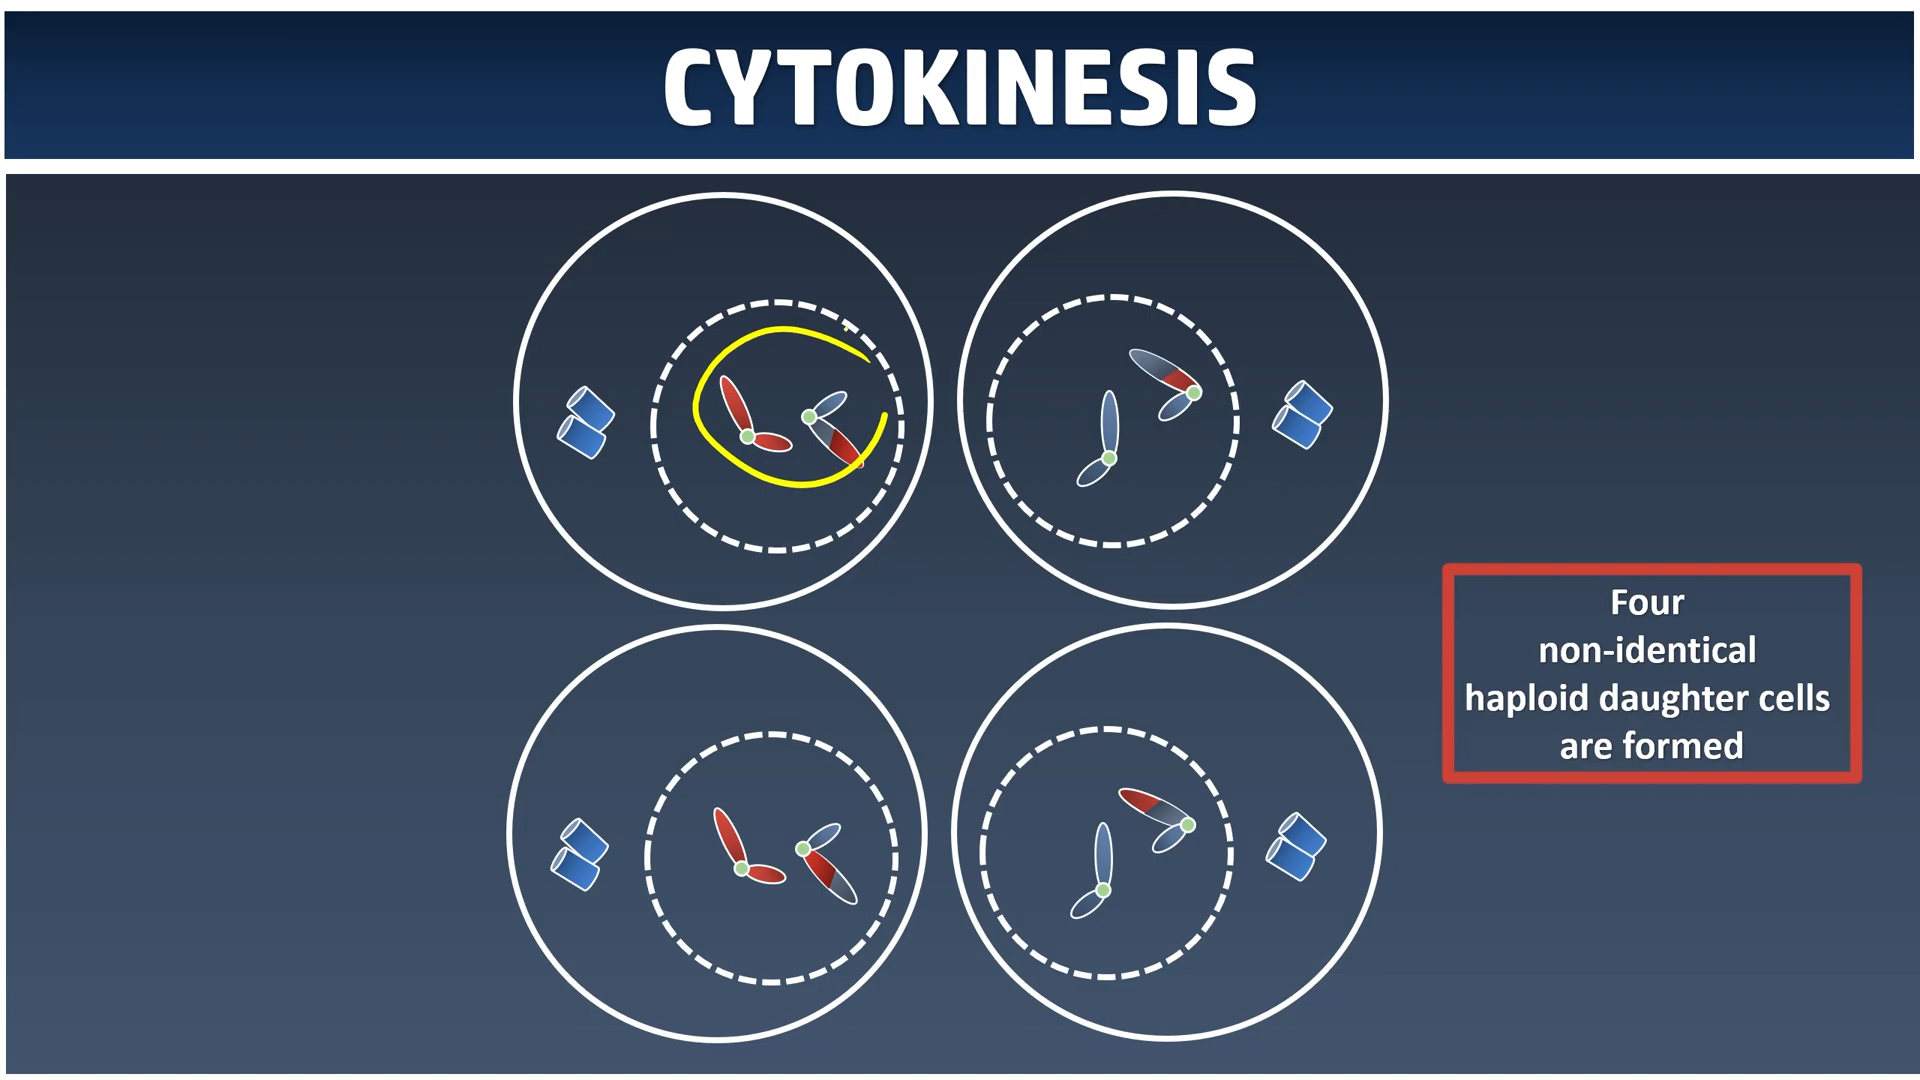 CYTOKINESIS
Four
non-identical
haploid daughter cells
are formed